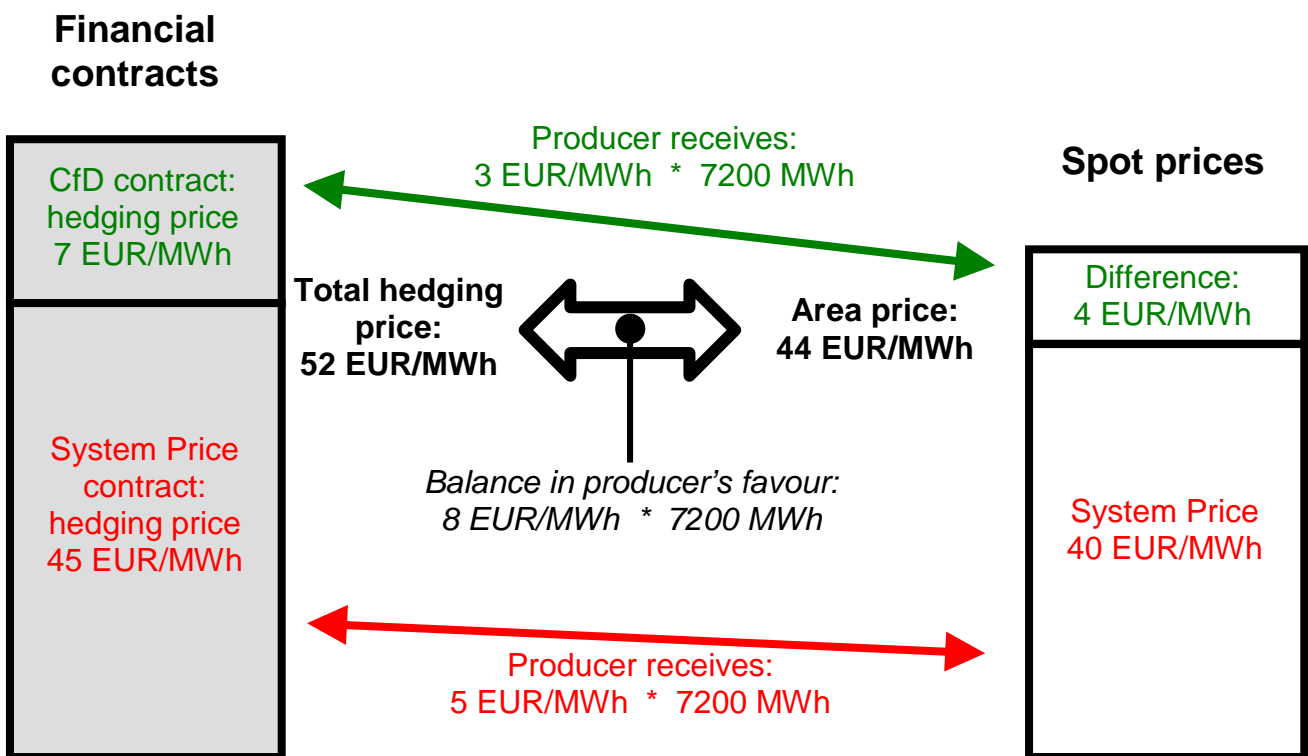 Financial
contracts
CfD contract:
hedging price
7 EUR/MWh
System Price
contract:
hedging price
45 EUR/MWh
Producer receives:
3 EUR/MWh * 7200 MWh
Total hedging
price:
52 EUR/MWh
Area price:
44 EUR/MWh
Balance in producer’s favour:
8 EUR/MWh * 7200 MWh
Producer receives:
5 EUR/MWh * 7200 MWh
Spot prices
Difference:
4 EUR/MWh
System Price
40 EUR/MWh